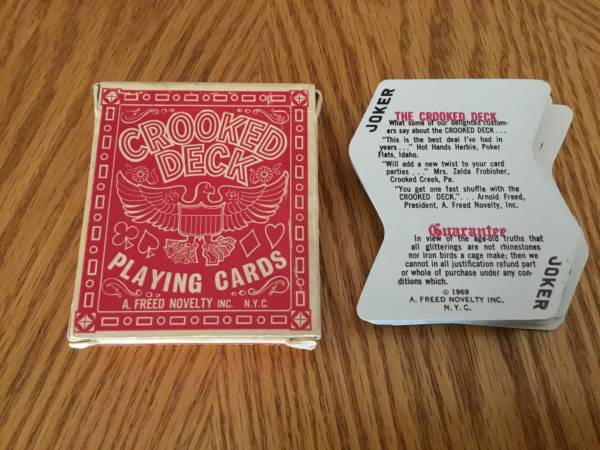 CROOKED
DECK
PLAYING CARDS
A. FREED NOVELTY INC. N.Y.C.
JOKER
THE CROOKED DECK
What some of our delighted custom-
ers say about the CROOKED DECK...
"This is the best deal I've had in
years..." Hot Hands Herbie, Poker
Flats, Idaho.
"Will add a new twist to your card
parties..." Mrs. Zelda Frobisher,
Crooked Creek, Pa.
"You get one fast shuffle with the
CROOKED DECK."... Arnold Freed,
President, A. Freed Novelty, Inc.
Guarantee
In view of the age-old truths that
all glitterings are not rhinestones
nor iron birds a cage make; then we
cannot in all justification refund part
or whole of purchase under any con-
ditions which.
© 1969
A. FREED NOVELTY INC.
N.Y.C.
JOKER